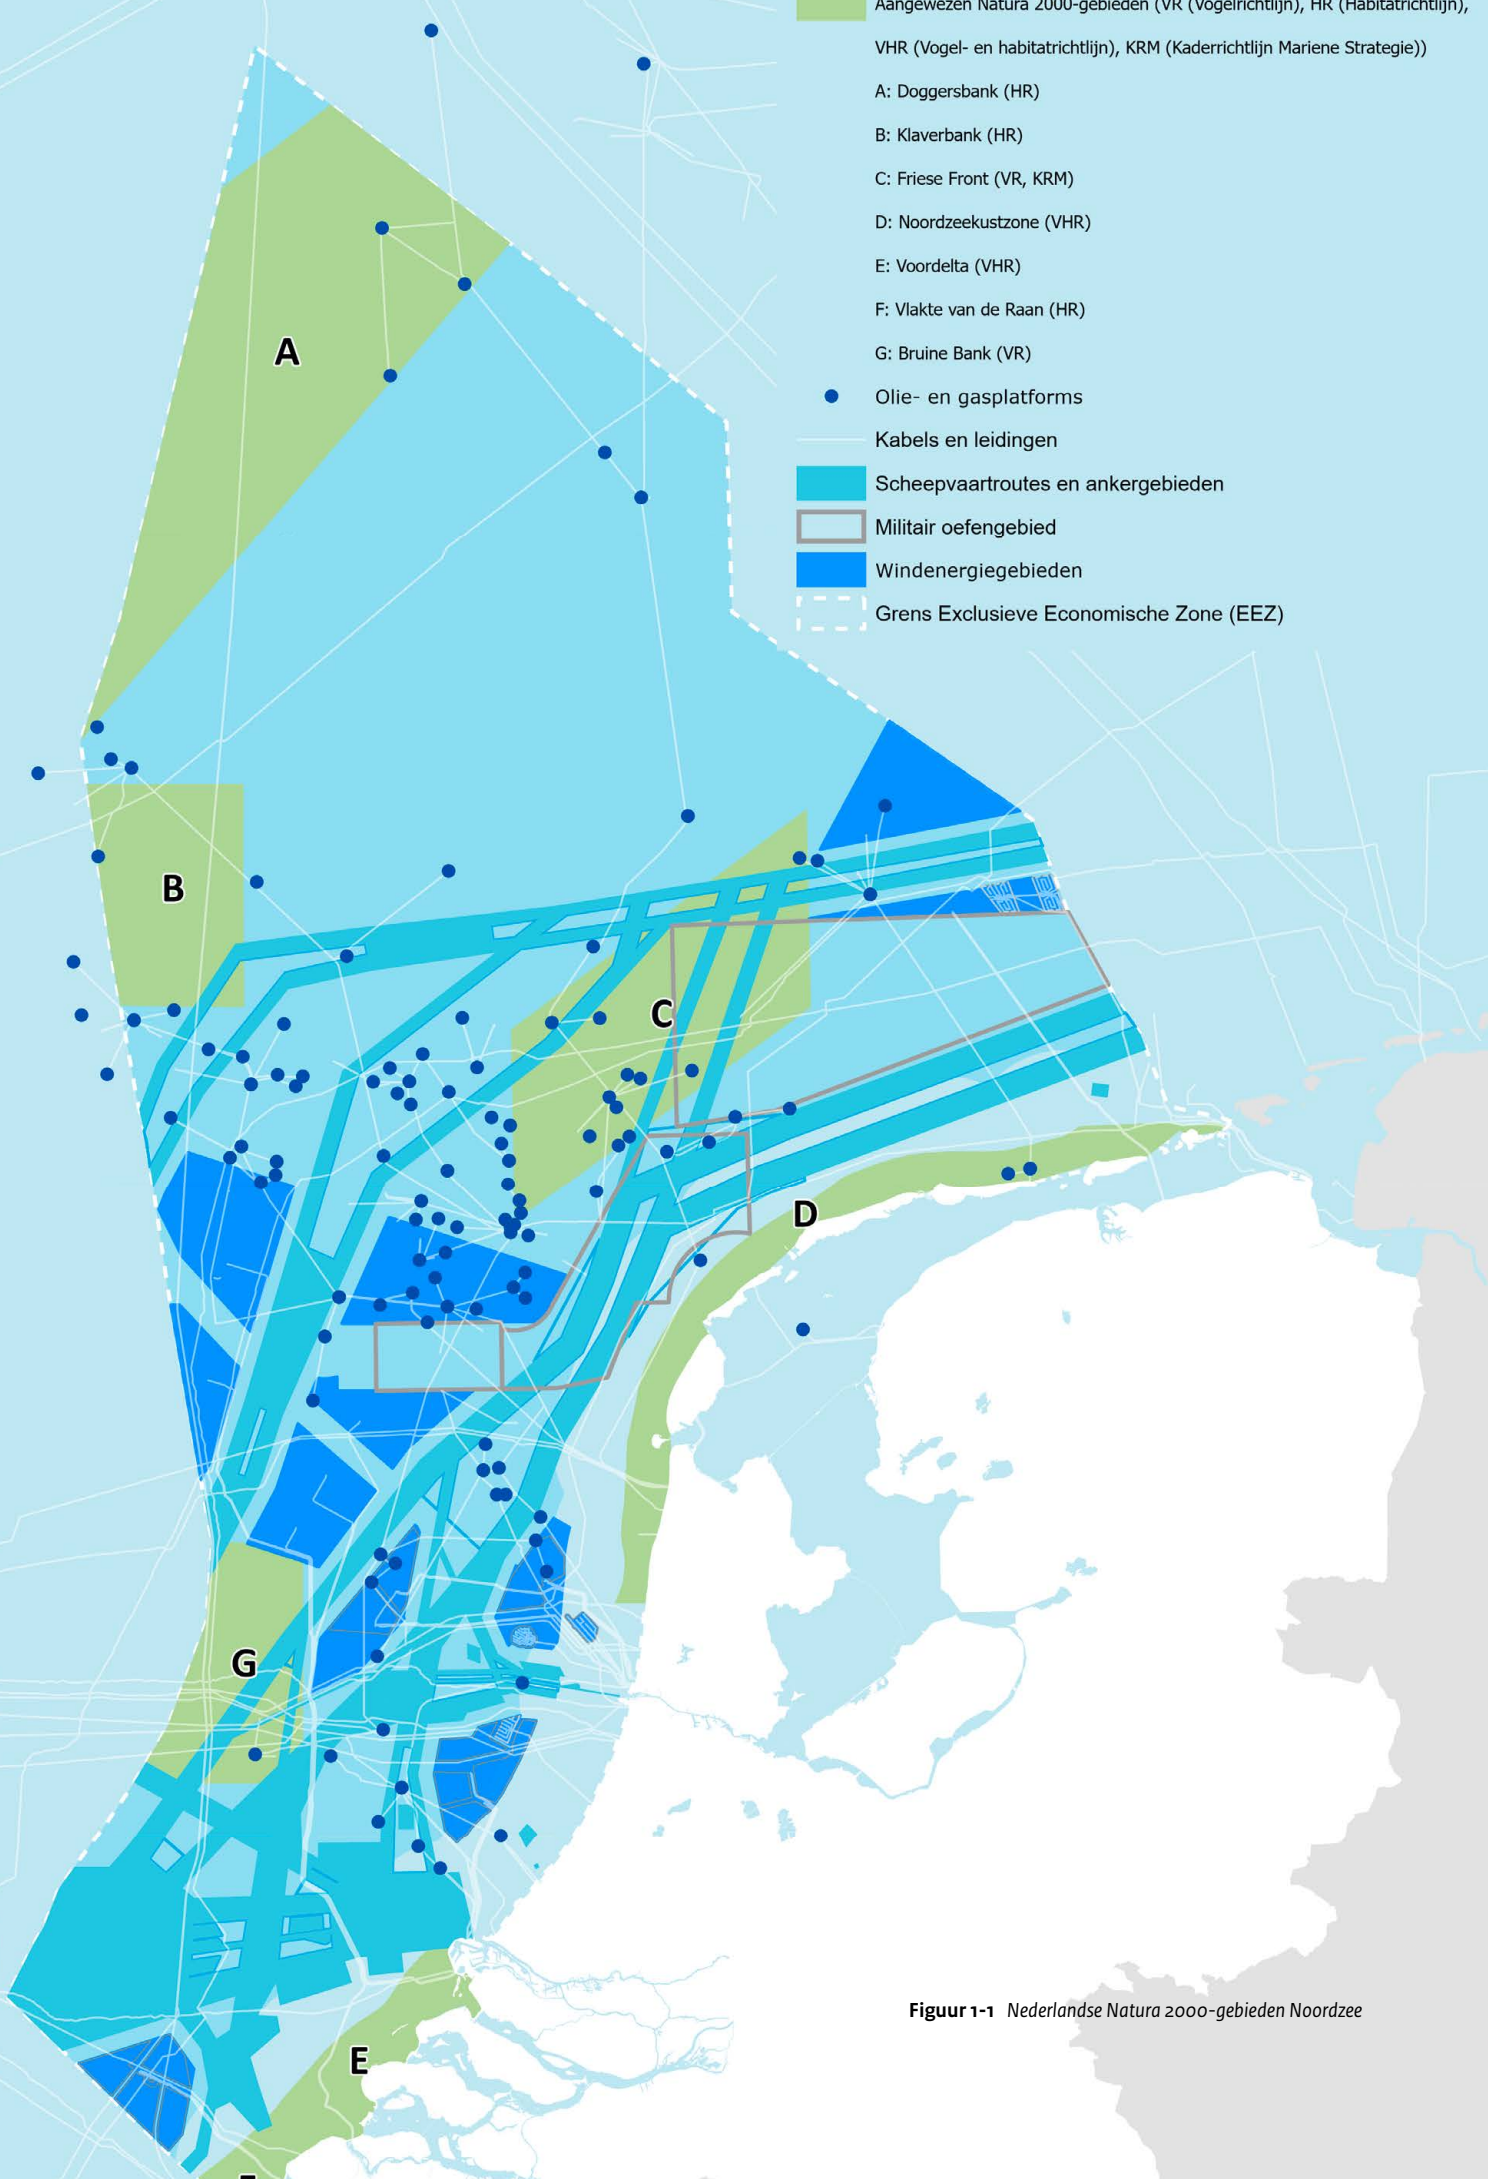 Aangewezen Natura 2000-gebieden (VR (Vogelrichtlijn), HR (Habitatrichtlijn),
VHR (Vogel- en habitatrichtlijn), KRM (Kaderrichtlijn Mariene Strategie))
A: Doggersbank (HR)
B: Klaverbank (HR)
C: Friese Front (VR, KRM)
D: Noordzeekustzone (VHR)
E: Voordelta (VHR)
F: Vlakte van de Raan (HR)
G: Bruine Bank (VR)
Olie- en gasplatforms
Kabels en leidingen
Scheepvaartroutes en ankergebieden
Militair oefengebied
Windenergiegebieden
Grens Exclusieve Economische Zone (EEZ)
A
B
C
D
G
E
Figuur 1-1 Nederlandse Natura 2000-gebieden Noordzee